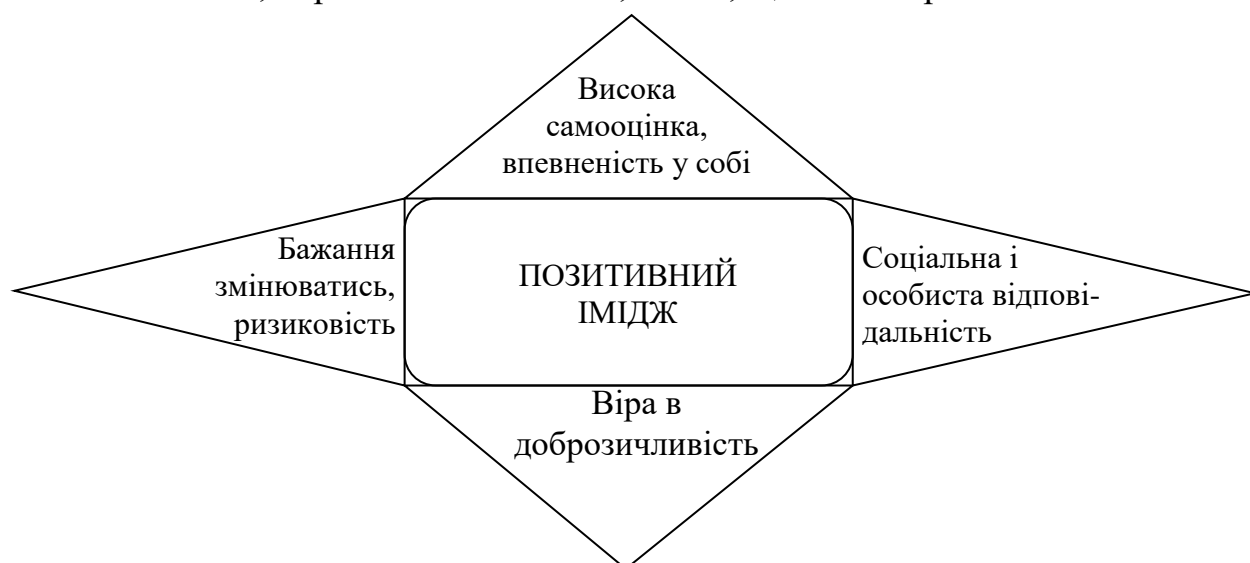 Висока
самооцінка,
впевненість у собі
Бажання
змінюватись,
ризиковість
ПОЗИТИВНИЙ
ІМІДЖ
Соціальна і
особиста відпові-
дальність
Віра в
доброзичливість